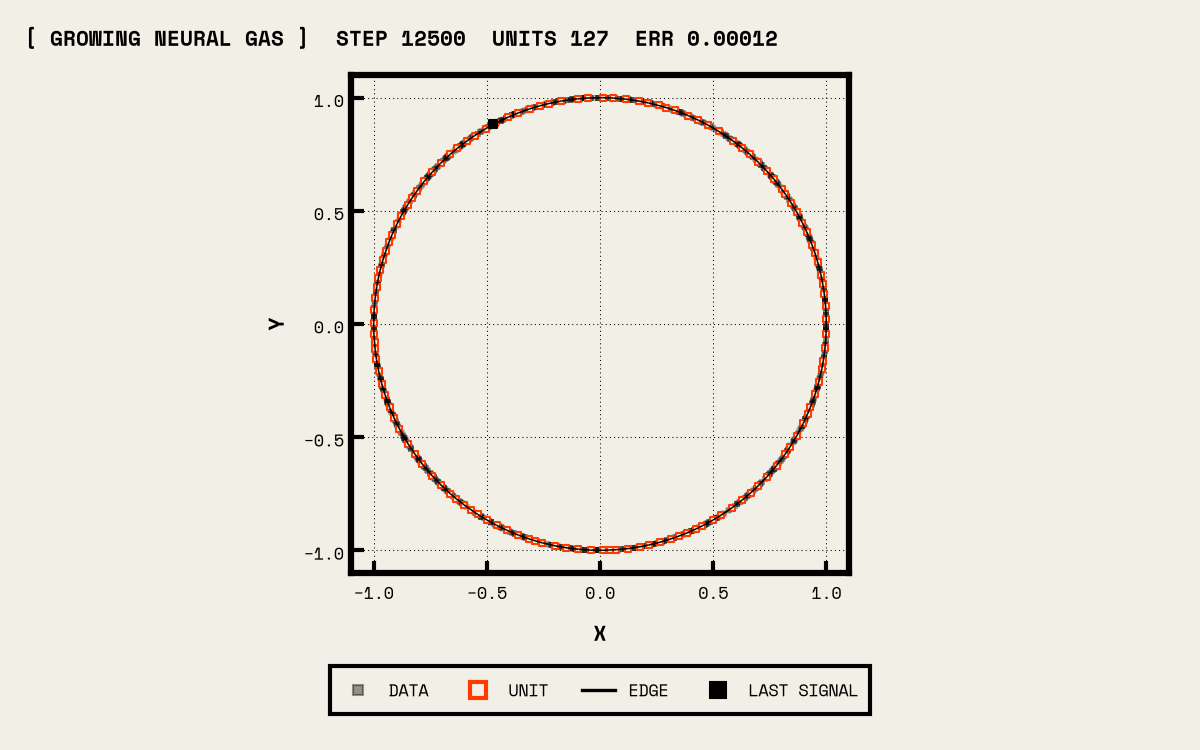 [ GROWING NEURAL GAS ] STEP 12500 UNITS 127 ERR 0.00012
1.0
0.5
0.0
−0.5
−1.0
Y
−1.0 −0.5 0.0 0.5 1.0
X
DATA UNIT EDGE LAST SIGNAL